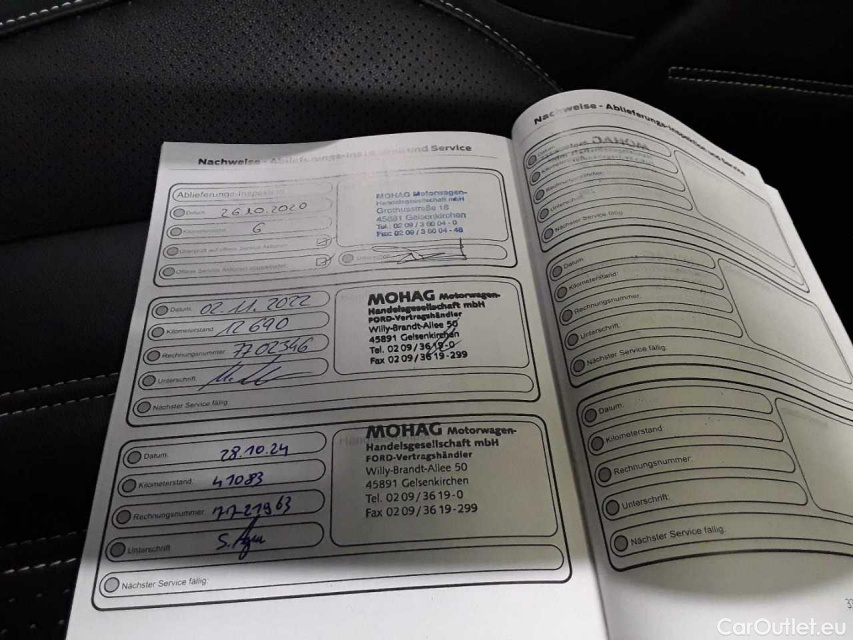 Nachweise - Ablieferungs-Inspektion und Service
Ablieferungs-Inspektion
Datum: 26.10.2020
Kilometerstand: 6
MOHAG Motorwagen-
Handelsgesellschaft mbH
Grothusstraße 18
45881 Gelsenkirchen
Tel. 02 09 / 3 60 04 - 0
Fax: 02 09 / 3 60 04 - 48
Datum: 02.11.2022
Kilometerstand: 12690
Rechnungsnummer: 7702346
Unterschrift:
Nächster Service fällig:
MOHAG Motorwagen-
Handelsgesellschaft mbH
FORD-Vertragshändler
Willy-Brandt-Allee 50
45891 Gelsenkirchen
Tel. 02 09 / 36 19-0
Fax 02 09 / 36 19-299
Datum: 28.10.24
Kilometerstand: 41083
Rechnungsnummer:
Unterschrift:
Nächster Service fällig:
MOHAG Motorwagen-
Handelsgesellschaft mbH
FORD-Vertragshändler
Willy-Brandt-Allee 50
45891 Gelsenkirchen
Tel. 02 09 / 36 19-0
Fax 02 09 / 36 19-299
Nachweise - Ablieferungs-Inspektion und Service
Unterschrift:
Nächster Service fällig:
Datum:
Kilometerstand:
Rechnungsnummer:
Unterschrift:
Nächster Service fällig:
Datum:
Kilometerstand
Rechnungsnummer:
Unterschrift:
Nächster Service fällig:
CarOutlet.eu